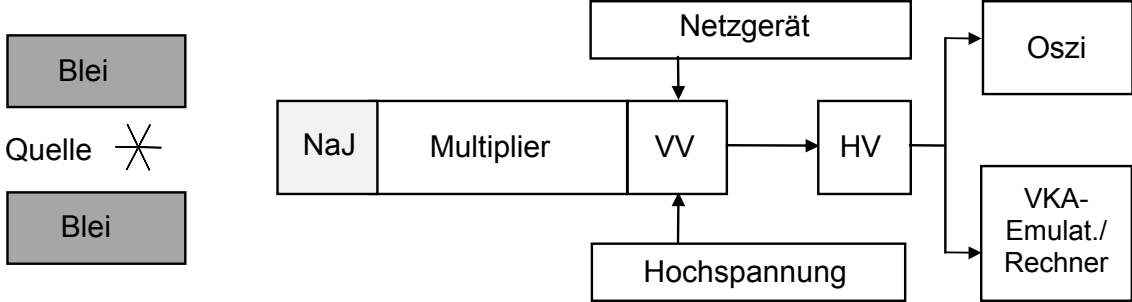 Netzgerät
Oszi
Blei
Quelle
NaJ
Multiplier
VV
HV
Blei
VKA-
Emulat./
Rechner
Hochspannung